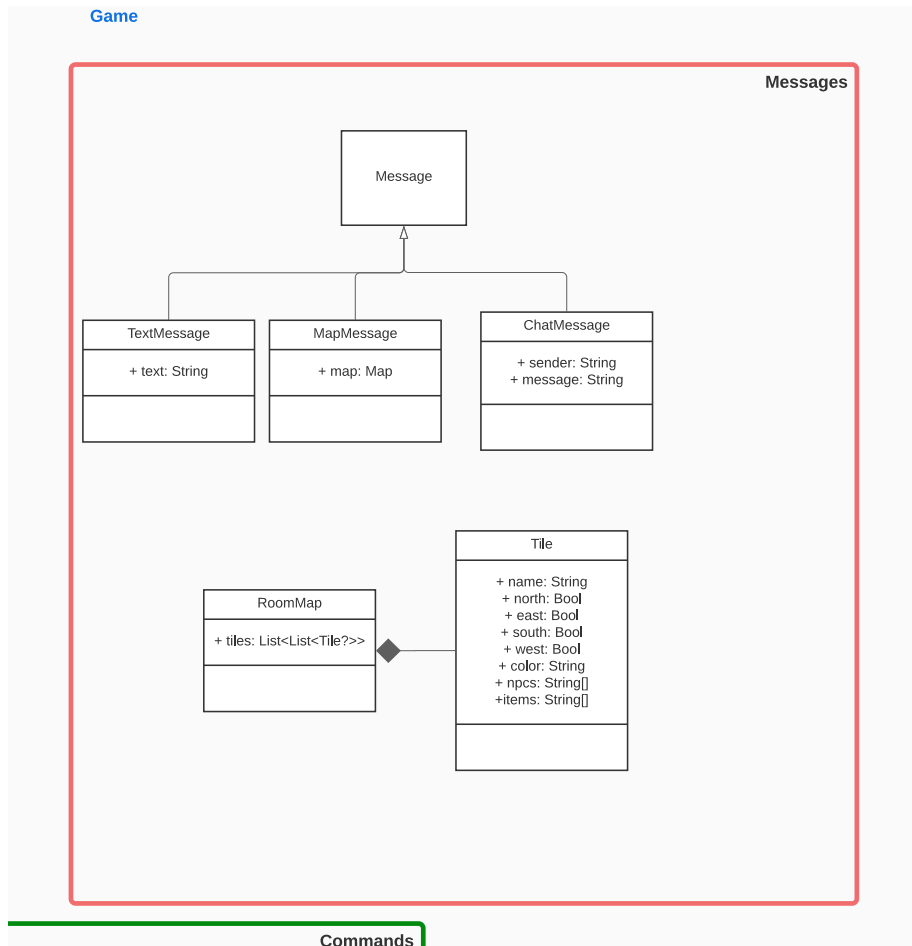 Game
Messages
Message
TextMessage
+ text: String
MapMessage
+ map: Map
ChatMessage
+ sender: String
+ message: String
RoomMap
+ tiles: List<List<Tile?>>
Tile
+ name: String
+ north: Bool
+ east: Bool
+ south: Bool
+ west: Bool
+ color: String
+ npcs: String[]
+items: String[]
Commands